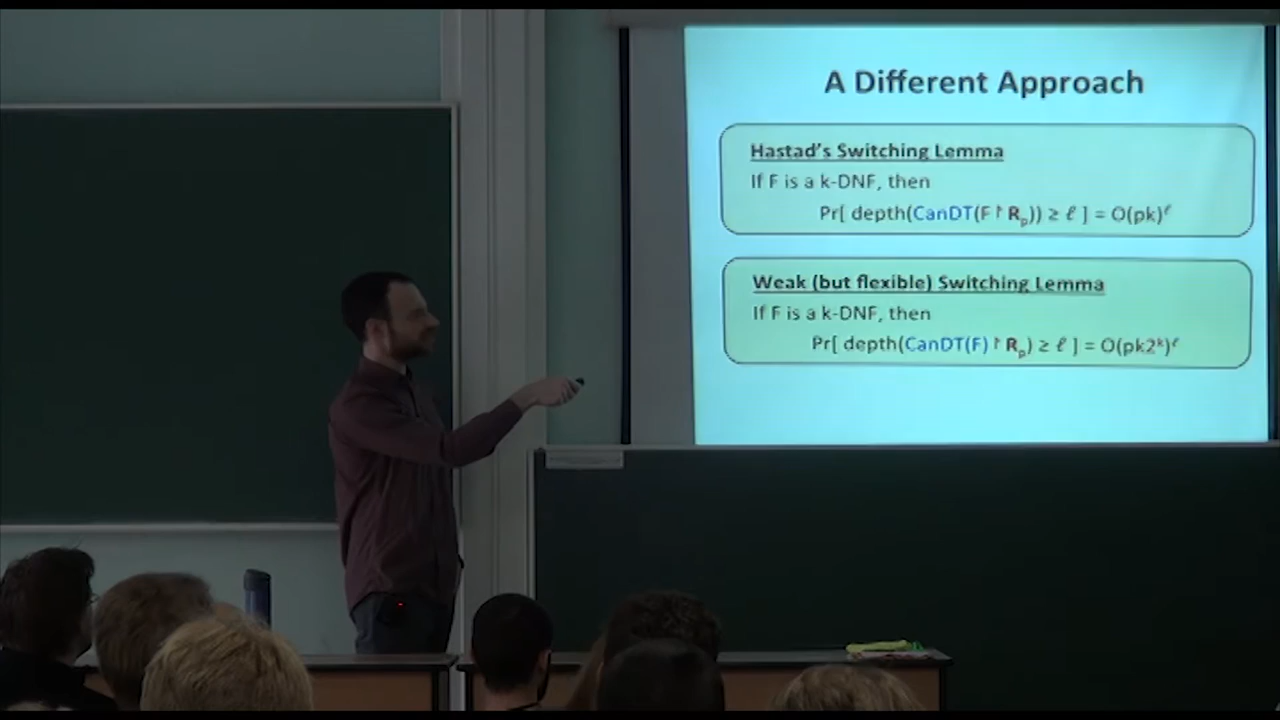 A Different Approach
Hastad's Switching Lemma
If F is a k-DNF, then
Pr[ depth(CanDT(F↾Rₚ)) ≥ ℓ ] = O(pk)^ℓ
Weak (but flexible) Switching Lemma
If F is a k-DNF, then
Pr[ depth(CanDT(F)↾Rₚ) ≥ ℓ ] = O(pk2ᵏ)^ℓ